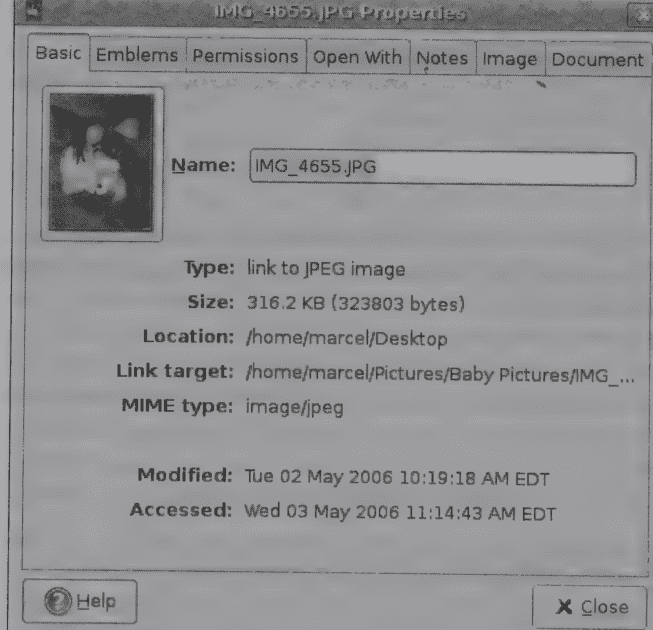 IMG_4655.JPG Properties
Basic Emblems Permissions Open With Notes Image Document
Name: IMG_4655.JPG
Type: link to JPEG image
Size: 316.2 KB (323803 bytes)
Location: /home/marcel/Desktop
Link target: /home/marcel/Pictures/Baby Pictures/IMG_...
MIME type: image/jpeg
Modified: Tue 02 May 2006 10:19:18 AM EDT
Accessed: Wed 03 May 2006 11:14:43 AM EDT
Help Close